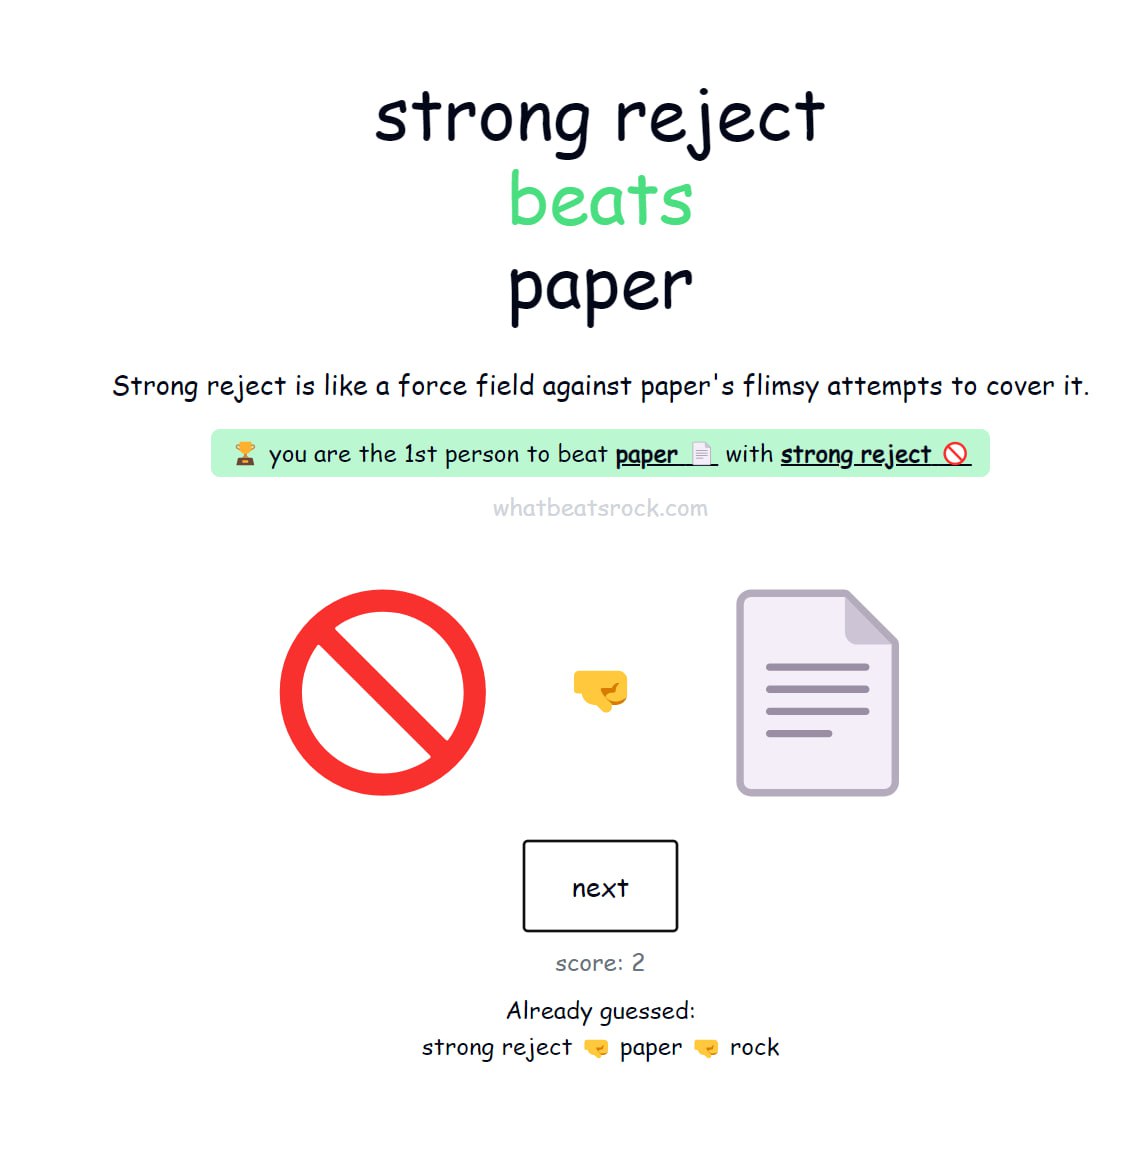 strong reject
beats
paper
Strong reject is like a force field against paper's flimsy attempts to cover it.
🏆 you are the 1st person to beat paper 📄 with strong reject 🚫
whatbeatsrock.com
next
score: 2
Already guessed:
strong reject 🤜 paper 🤜 rock